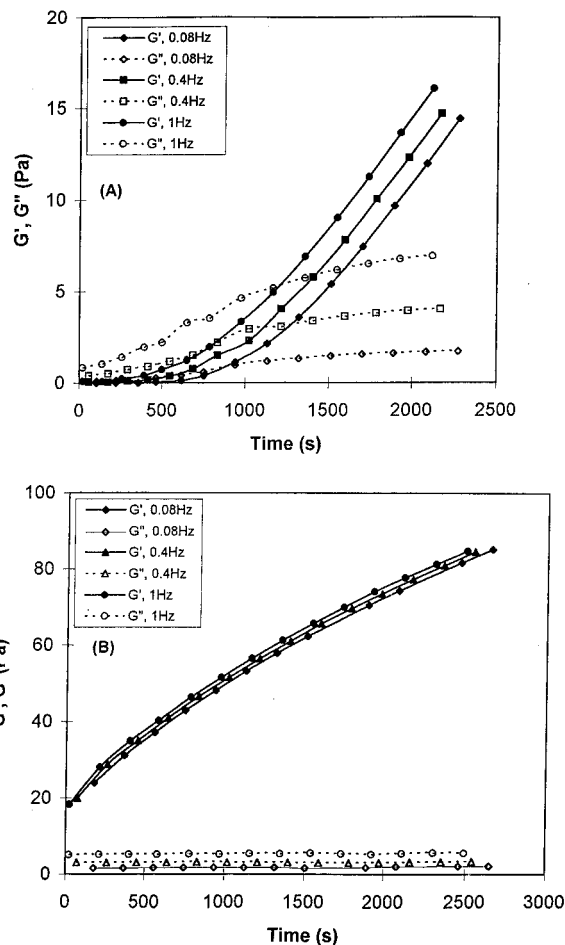 20
15
10
5
0
G', G'' (Pa)
G', 0.08Hz
G'', 0.08Hz
G', 0.4Hz
G'', 0.4Hz
G', 1Hz
G'', 1Hz
(A)
0 500 1000 1500 2000 2500
Time (s)
100
80
60
40
20
0
G', 0.08Hz
G'', 0.08Hz
G', 0.4Hz
G'', 0.4Hz
G', 1Hz
G'', 1Hz
(B)
0 500 1000 1500 2000 2500 3000
Time (s)